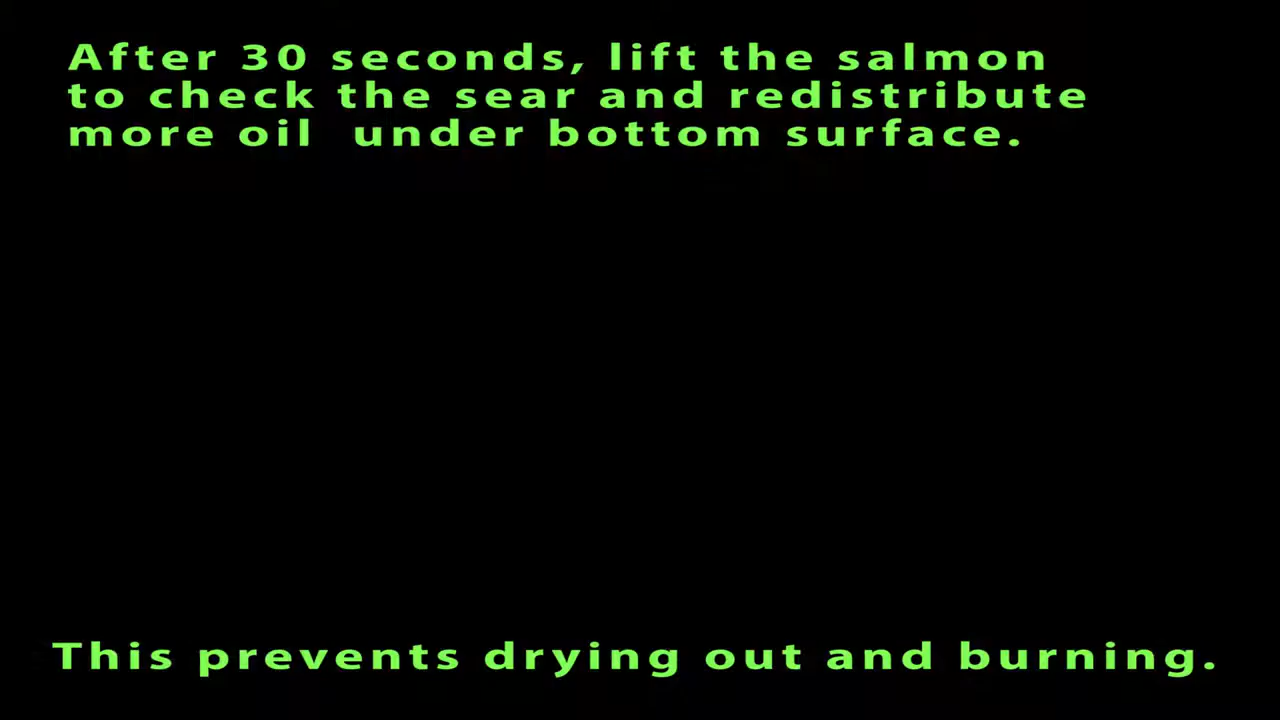 After 30 seconds, lift the salmon
to check the sear and redistribute
more oil  under bottom surface.
This prevents drying out and burning.